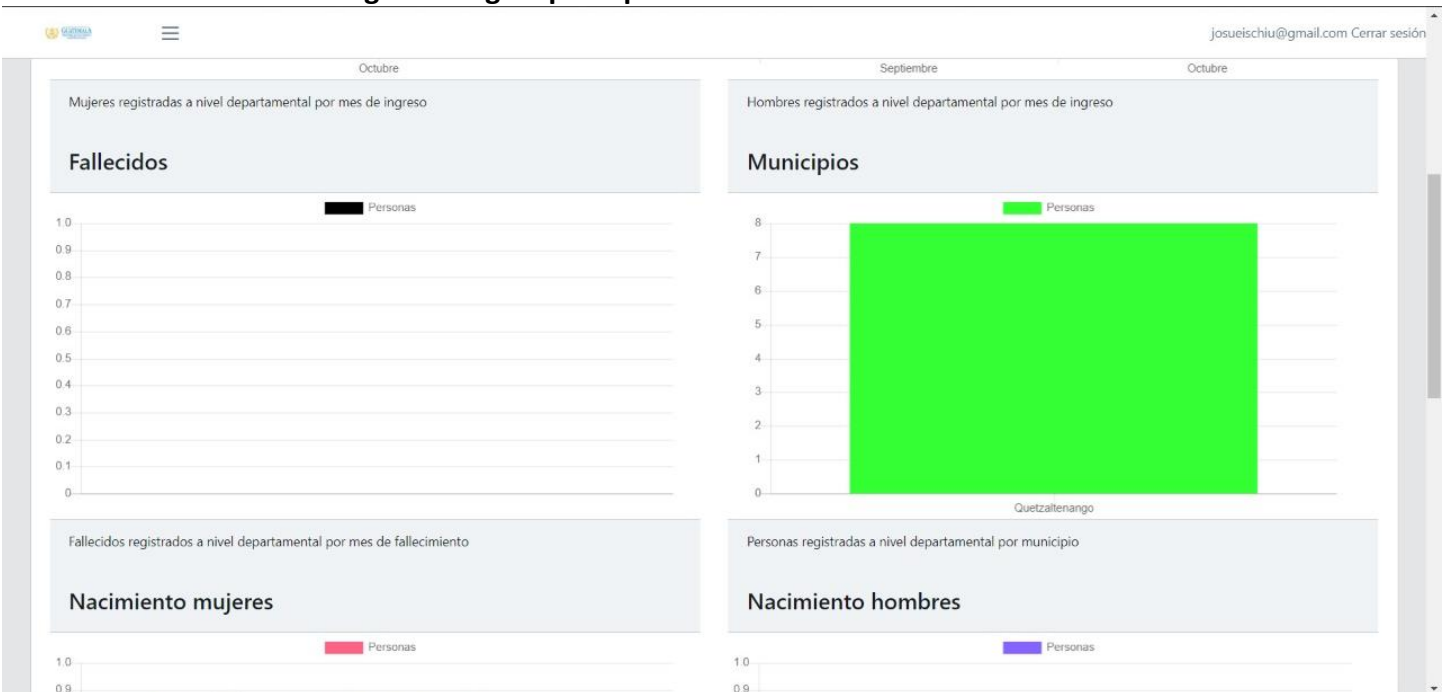 josueischiu@gmail.com Cerrar sesión
Octubre
Septiembre Octubre
Mujeres registradas a nivel departamental por mes de ingreso
Hombres registrados a nivel departamental por mes de ingreso
Fallecidos
Municipios
Personas
1.0
0.9
0.8
0.7
0.6
0.5
0.4
0.3
0.2
0.1
0
Personas
8
7
6
5
4
3
2
1
0
Quetzaltenango
Fallecidos registrados a nivel departamental por mes de fallecimiento
Personas registradas a nivel departamental por municipio
Nacimiento mujeres
Nacimiento hombres
Personas
1.0
0.9
Personas
1.0
0.9